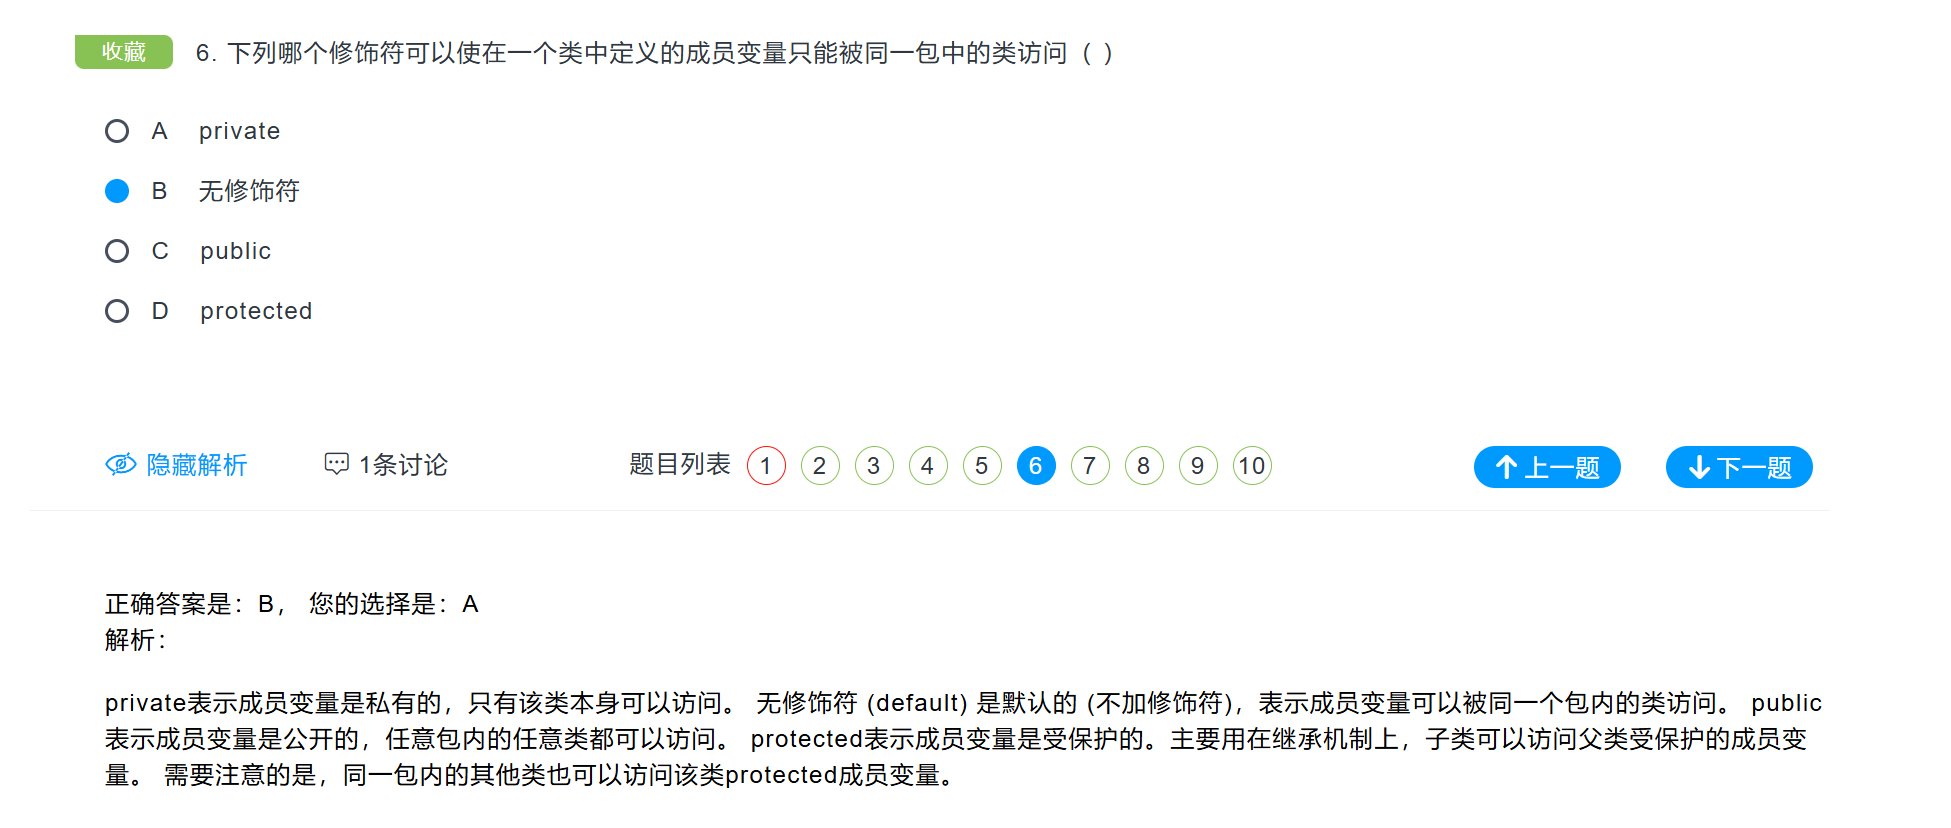 收藏 6. 下列哪个修饰符可以使在一个类中定义的成员变量只能被同一包中的类访问（ ）
A private
B 无修饰符
C public
D protected
隐藏解析 1条讨论 题目列表 1 2 3 4 5 6 7 8 9 10 上一题 下一题
正确答案是：B， 您的选择是：A
解析：
private表示成员变量是私有的，只有该类本身可以访问。 无修饰符 (default) 是默认的 (不加修饰符)，表示成员变量可以被同一个包内的类访问。 public
表示成员变量是公开的，任意包内的任意类都可以访问。 protected表示成员变量是受保护的。主要用在继承机制上，子类可以访问父类受保护的成员变
量。 需要注意的是，同一包内的其他类也可以访问该类protected成员变量。